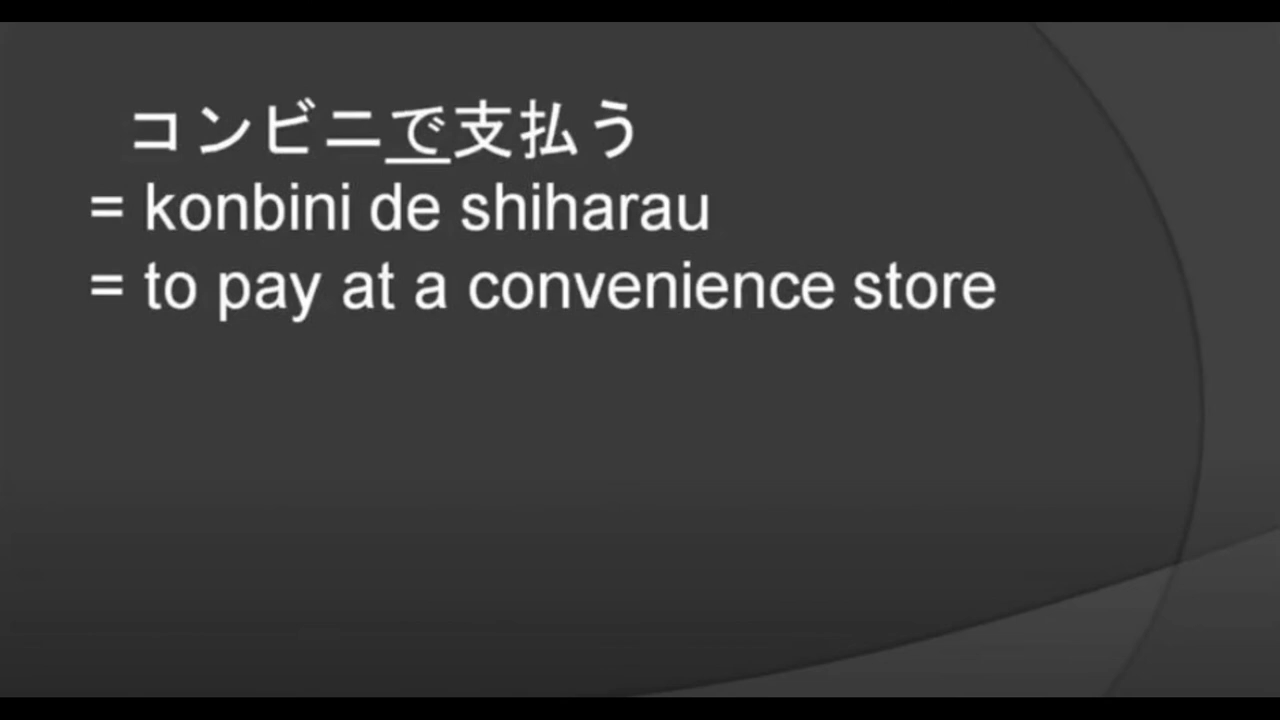 コンビニで支払う
= konbini de shiharau
= to pay at a convenience store